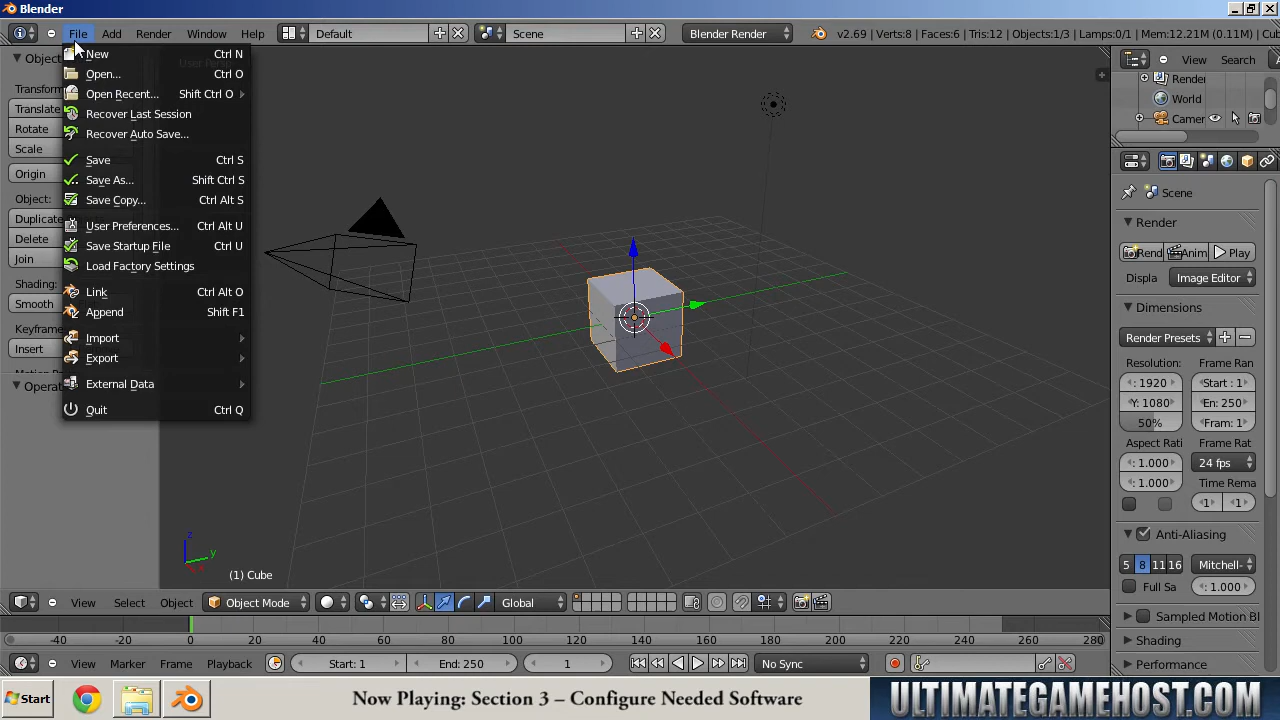 Blender
File Add Render Window Help Default Scene Blender Render v2.69 | Verts:8 | Faces:6 | Tris:12 | Objects:1/3 | Lamps:0/1 | Mem:12.21M (0.11M) | Cub
New Ctrl N
Open... Ctrl O
Open Recent... Shift Ctrl O
Recover Last Session
Recover Auto Save...
Save Ctrl S
Save As... Shift Ctrl S
Save Copy... Ctrl Alt S
User Preferences... Ctrl Alt U
Save Startup File Ctrl U
Load Factory Settings
Link Ctrl Alt O
Append Shift F1
Import
Export
External Data
Quit Ctrl Q
Object
Transform
Translate
Rotate
Scale
Origin
Object:
Duplicate
Delete
Join
Shading:
Smooth
Keyframe
Insert
Operat
User Persp
z
y
x
(1) Cube
View Search
Render
World
Camer
Scene
Render
Rend Anim Play
Displa Image Editor
Dimensions
Render Presets
Resolution: Frame Ran
: 1920 Start : 1
Y: 1080 En: 250
50% Fram: 1
Aspect Rati Frame Rat
: 1.000 24 fps
: 1.000 Time Rema
1 1
Anti-Aliasing
5 8 11 16 Mitchell-
Full Sa : 1.000
Sampled Motion Bl
Shading
Performance
View Select Object Object Mode Global
-40 -20 0 20 40 60 80 100 120 140 160 180 200 220 240 260 280
View Marker Frame Playback Start: 1 End: 250 1 No Sync
Start
Now Playing: Section 3 – Configure Needed Software
ULTIMATEGAMEHOST.COM